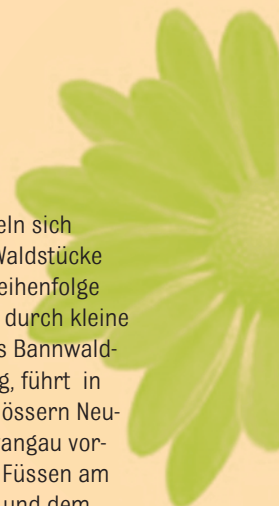 eln sich
Waldstücke
eihenfolge
durch kleine
s Bannwald-
g, führt in
össern Neu-
angau vor-
Füssen am
und dem